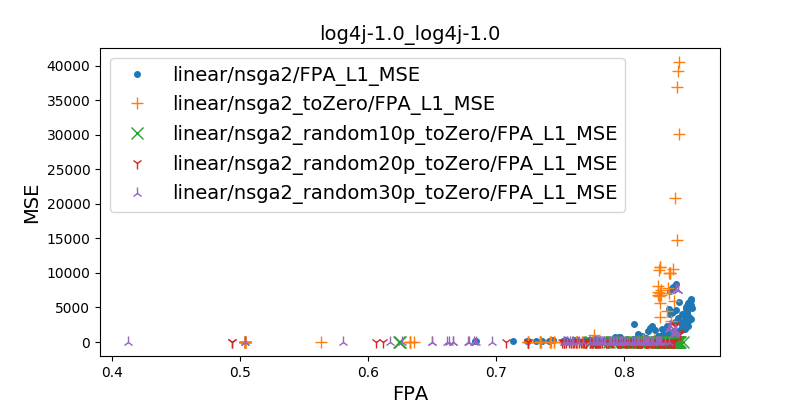 log4j-1.0_log4j-1.0
40000
35000
30000
25000
20000
15000
10000
5000
0
MSE
linear/nsga2/FPA_L1_MSE
linear/nsga2_toZero/FPA_L1_MSE
linear/nsga2_random10p_toZero/FPA_L1_MSE
linear/nsga2_random20p_toZero/FPA_L1_MSE
linear/nsga2_random30p_toZero/FPA_L1_MSE
0.4 0.5 0.6 0.7 0.8
FPA